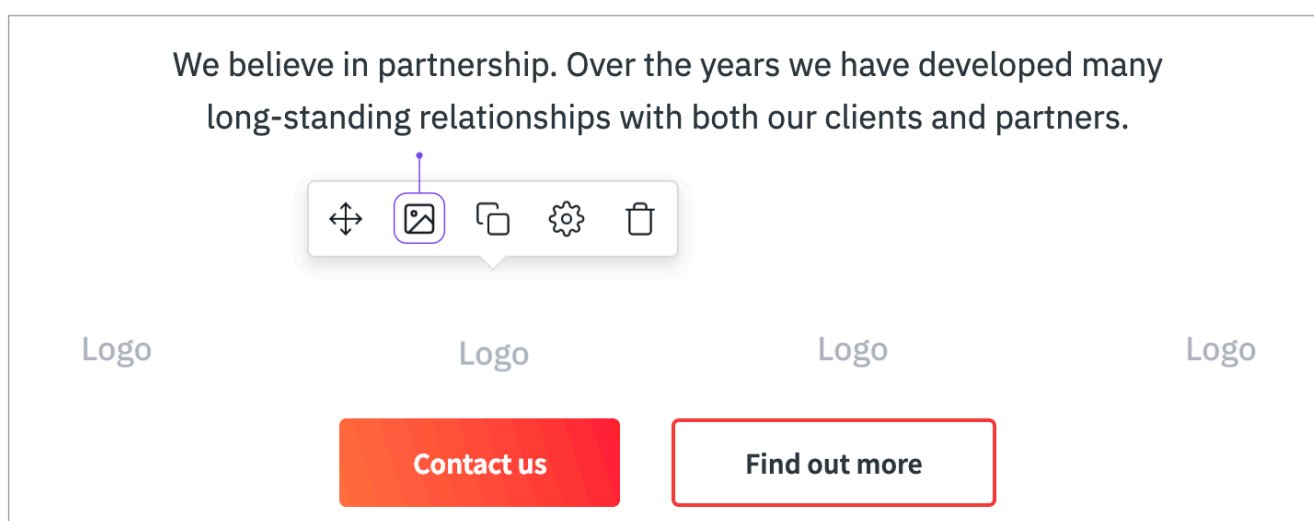 We believe in partnership. Over the years we have developed many
long-standing relationships with both our clients and partners.
Logo
Logo
Logo
Logo
Contact us
Find out more